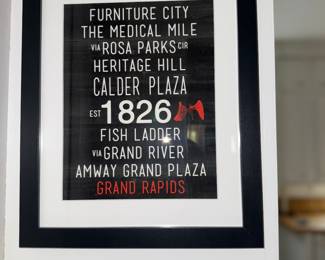 FURNITURE CITY
THE MEDICAL MILE
VIA ROSA PARKS CIR
HERITAGE HILL
CALDER PLAZA
EST 1826
FISH LADDER
VIA GRAND RIVER
AMWAY GRAND PLAZA
GRAND RAPIDS